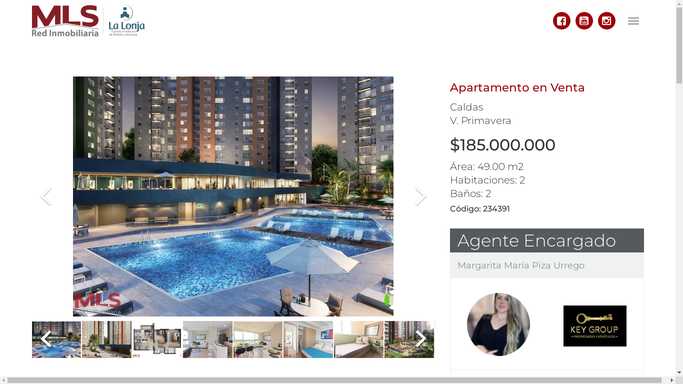 MLS
Red Inmobiliaria
La Lonja
Apartamento en Venta
Caldas
V. Primavera
$185.000.000
Área: 49.00 m2
Habitaciones: 2
Baños: 2
Código: 234391
Agente Encargado
Margarita María Piza Urrego
KEY GROUP
MLS